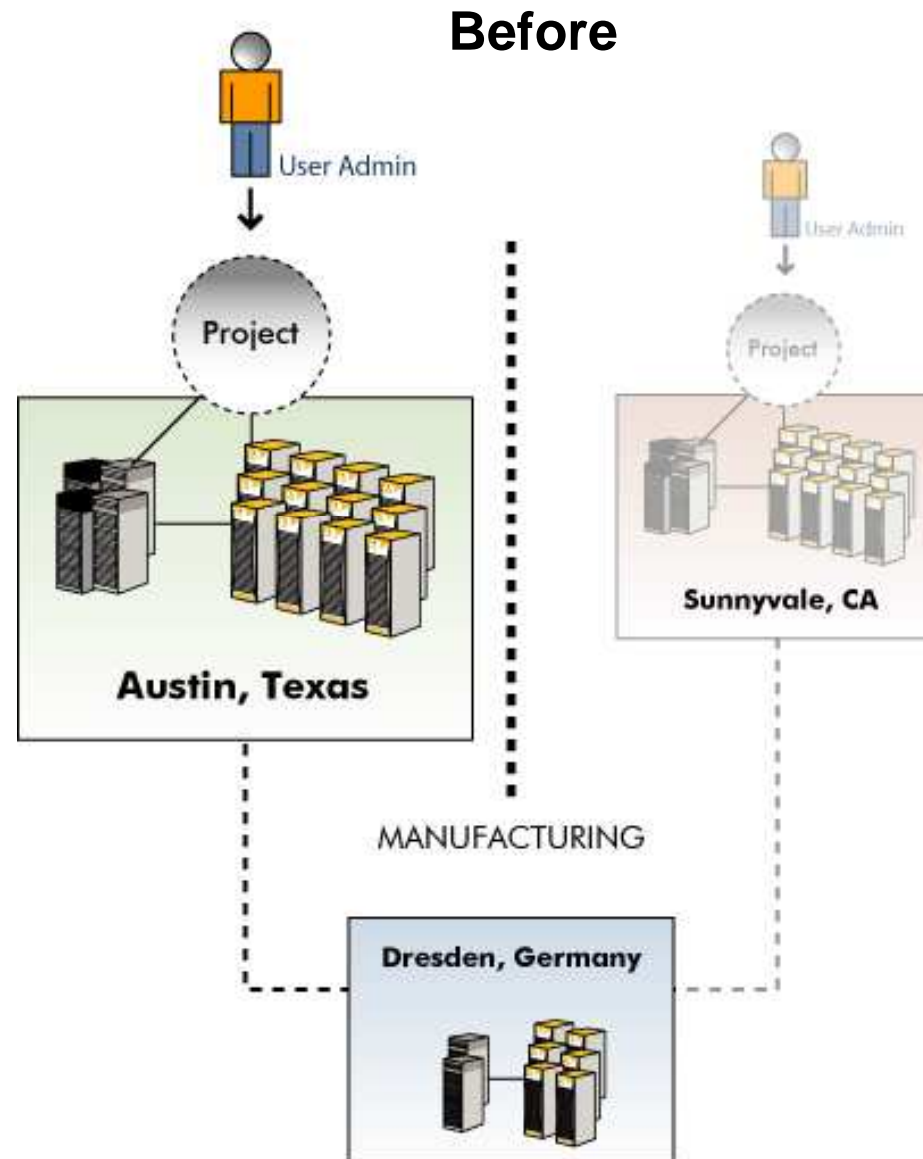 Before
User Admin
User Admin
Project
Project
Austin, Texas
Sunnyvale, CA
MANUFACTURING
Dresden, Germany